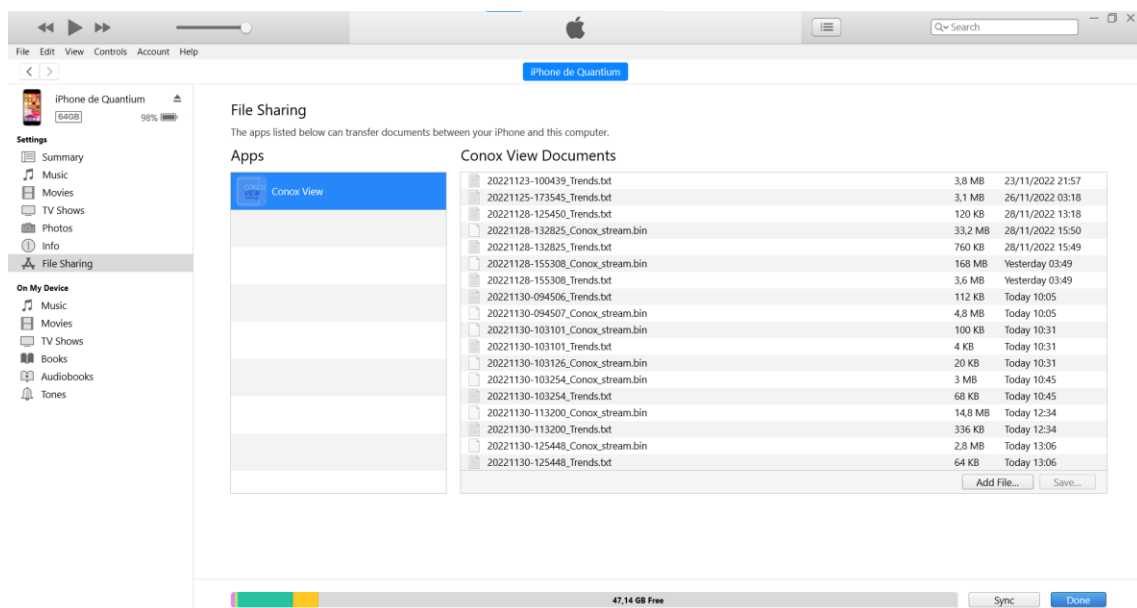 Search
File Edit View Controls Account Help
iPhone de Quantium
iPhone de Quantium
64GB 98%
Settings
Summary
Music
Movies
TV Shows
Photos
Info
File Sharing
On My Device
Music
Movies
TV Shows
Books
Audiobooks
Tones
File Sharing
The apps listed below can transfer documents between your iPhone and this computer.
Apps
CONOX VIEW Conox View
Conox View Documents
20221123-100439_Trends.txt 3,8 MB 23/11/2022 21:57
20221125-173545_Trends.txt 3,1 MB 26/11/2022 03:18
20221128-125450_Trends.txt 120 KB 28/11/2022 13:18
20221128-132825_Conox_stream.bin 33,2 MB 28/11/2022 15:50
20221128-132825_Trends.txt 760 KB 28/11/2022 15:49
20221128-155308_Conox_stream.bin 168 MB Yesterday 03:49
20221128-155308_Trends.txt 3,6 MB Yesterday 03:49
20221130-094506_Trends.txt 112 KB Today 10:05
20221130-094507_Conox_stream.bin 4,8 MB Today 10:05
20221130-103101_Conox_stream.bin 100 KB Today 10:31
20221130-103101_Trends.txt 4 KB Today 10:31
20221130-103126_Conox_stream.bin 20 KB Today 10:31
20221130-103254_Conox_stream.bin 3 MB Today 10:45
20221130-103254_Trends.txt 68 KB Today 10:45
20221130-113200_Conox_stream.bin 14,8 MB Today 12:34
20221130-113200_Trends.txt 336 KB Today 12:34
20221130-125448_Conox_stream.bin 2,8 MB Today 13:06
20221130-125448_Trends.txt 64 KB Today 13:06
Add File... Save...
47,14 GB Free
Sync Done